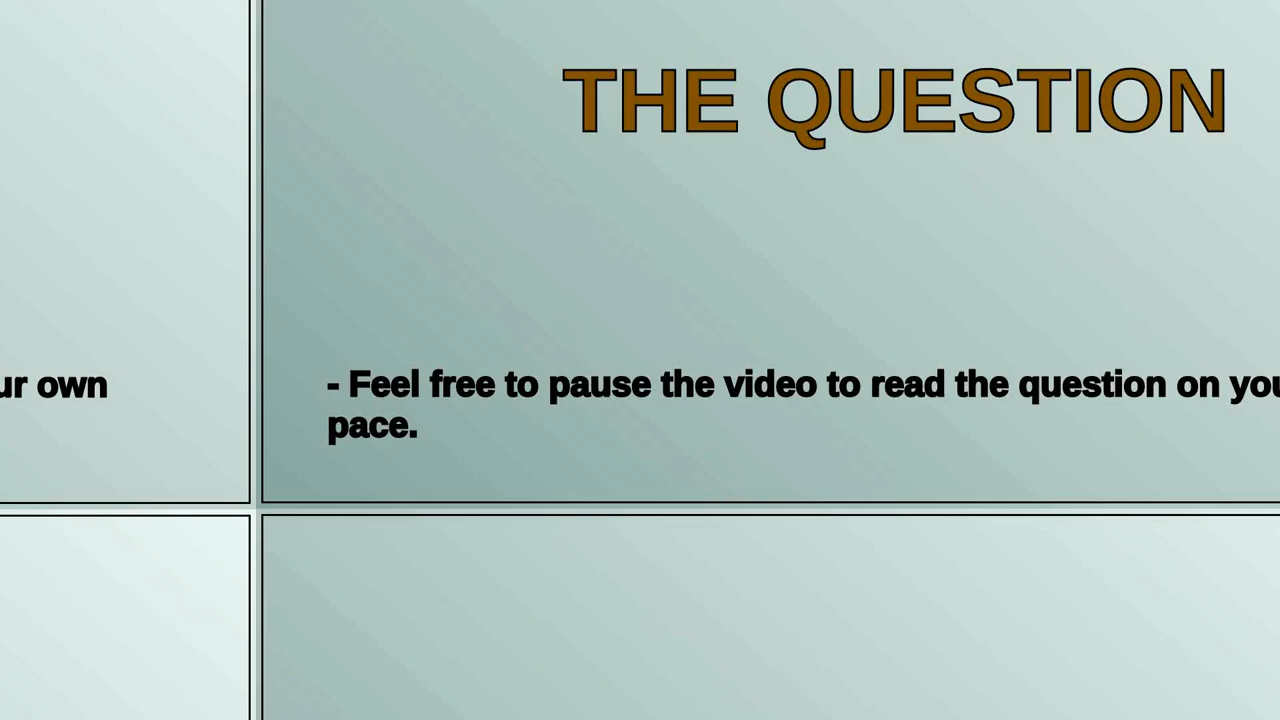 THE QUESTION
ur own
- Feel free to pause the video to read the question on you
pace.